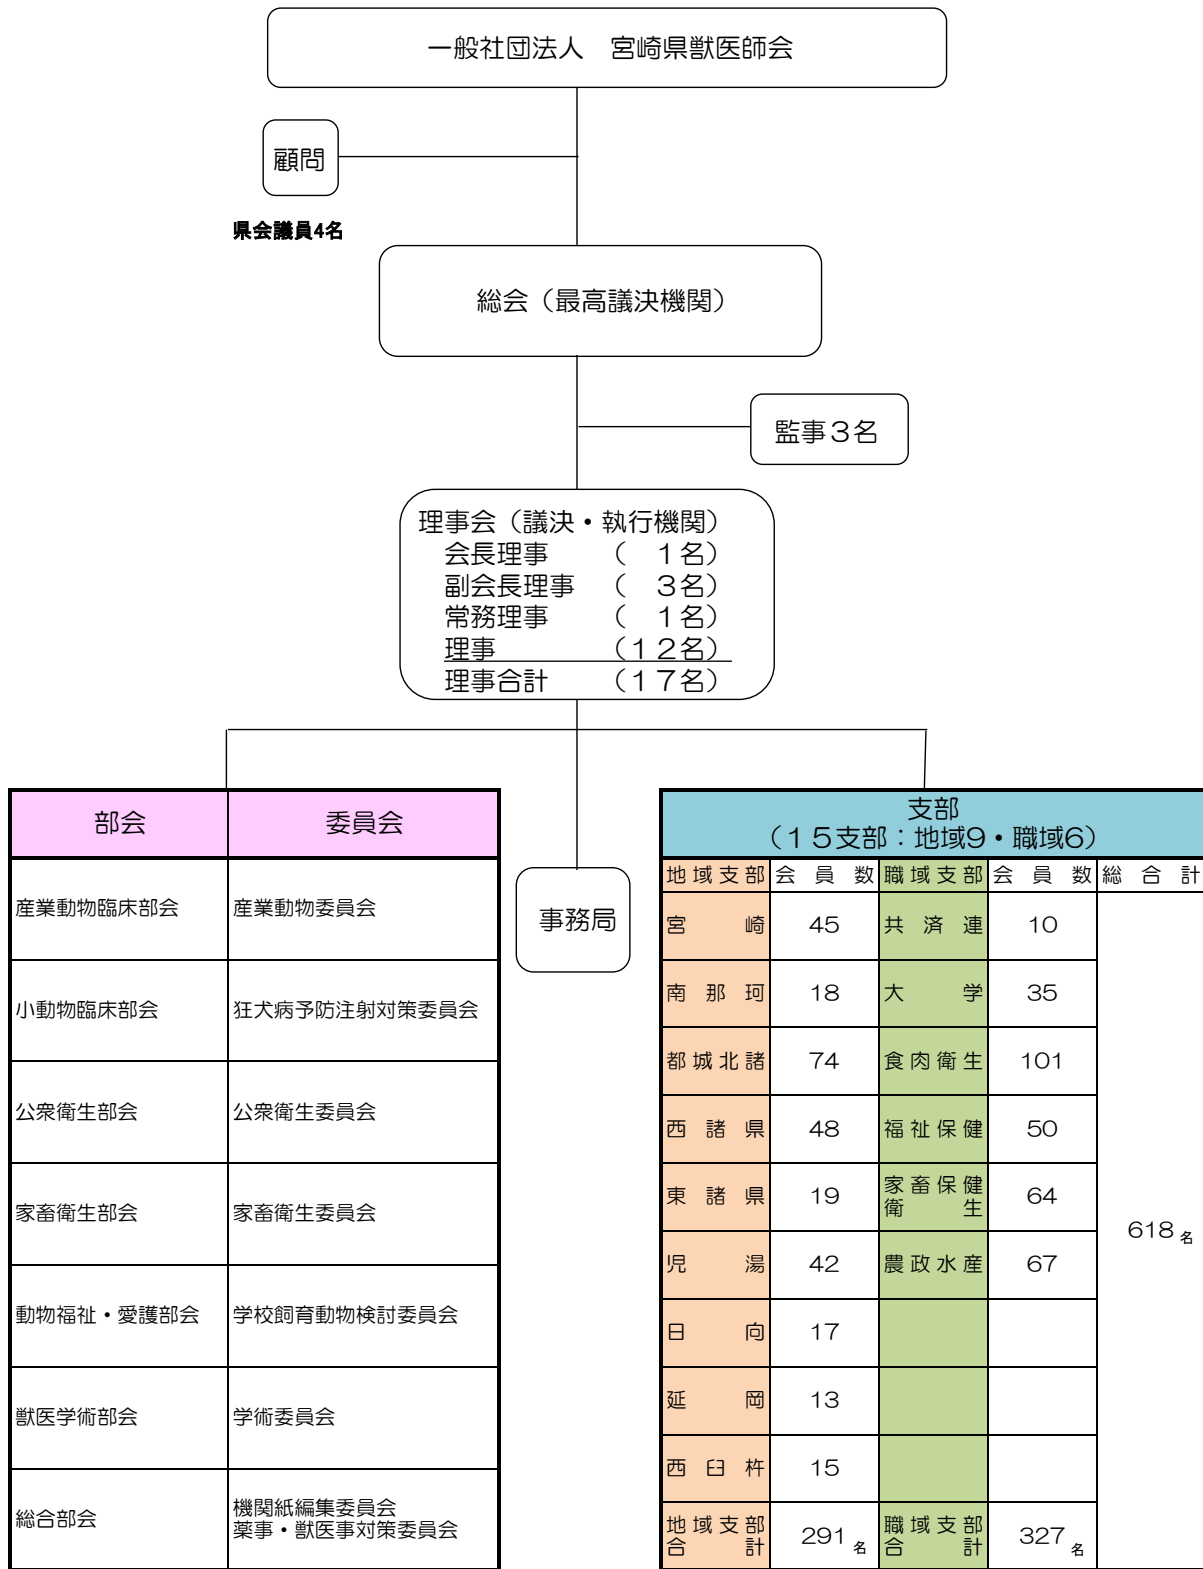 一般社団法人　宮崎県獣医師会
顧問
県会議員4名
総会（最高議決機関）
監事３名
理事会（議決・執行機関）
会長理事　（　１名）
副会長理事　（　３名）
常務理事　（　１名）
理事　（１２名）
理事合計　（１７名）
部会　委員会
産業動物臨床部会　産業動物委員会
小動物臨床部会　狂犬病予防注射対策委員会
公衆衛生部会　公衆衛生委員会
家畜衛生部会　家畜衛生委員会
動物福祉・愛護部会　学校飼育動物検討委員会
獣医学術部会　学術委員会
総合部会　機関紙編集委員会
薬事・獣医事対策委員会
事務局
支部
（１５支部：地域９・職域６）
地域支部　会員数　職域支部　会員数　総合計
宮崎　45　共済連　10
南那珂　18　大学　35
都城北諸　74　食肉衛生　101
西諸県　48　福祉保健　50
東諸県　19　家畜保健
衛生　64
618名
児湯　42　農政水産　67
日向　17
延岡　13
西臼杵　15
地域支部
合計　291名　職域支部
合計　327名